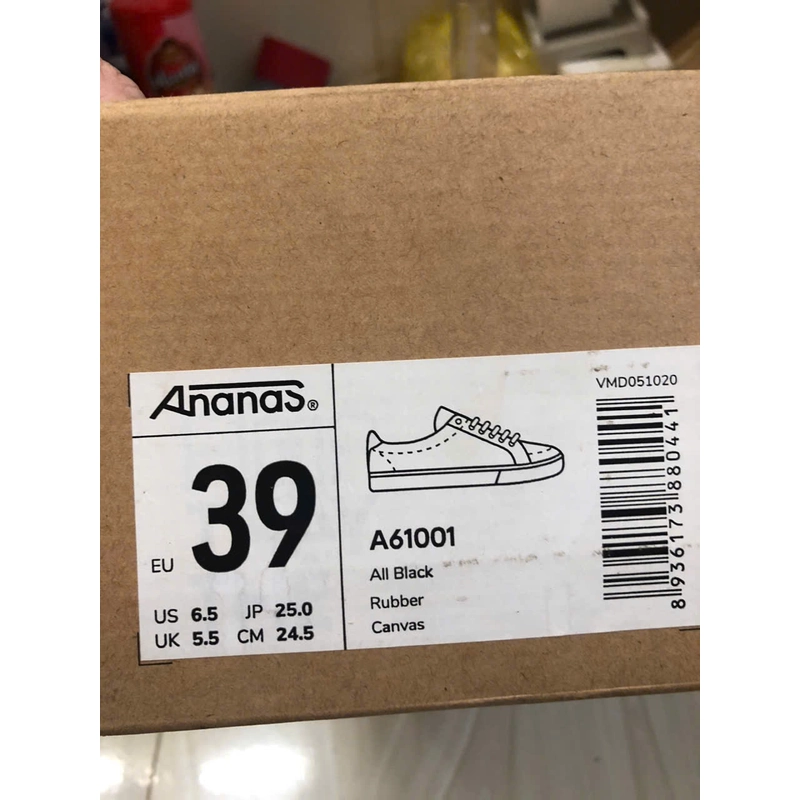 Ananas®
EU 39
US 6.5 JP 25.0
UK 5.5 CM 24.5
A61001
All Black
Rubber
Canvas
VMD051020
8 936173 880441